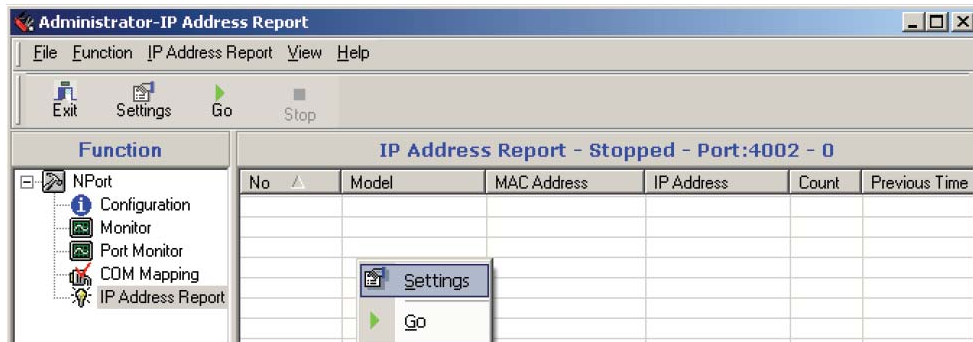 Administrator-IP Address Report
File Function IP Address Report View Help
Exit Settings Go Stop
Function
IP Address Report - Stopped - Port:4002 - 0
NPort
Configuration
Monitor
Port Monitor
COM Mapping
IP Address Report
No Model MAC Address IP Address Count Previous Time
Settings
Go